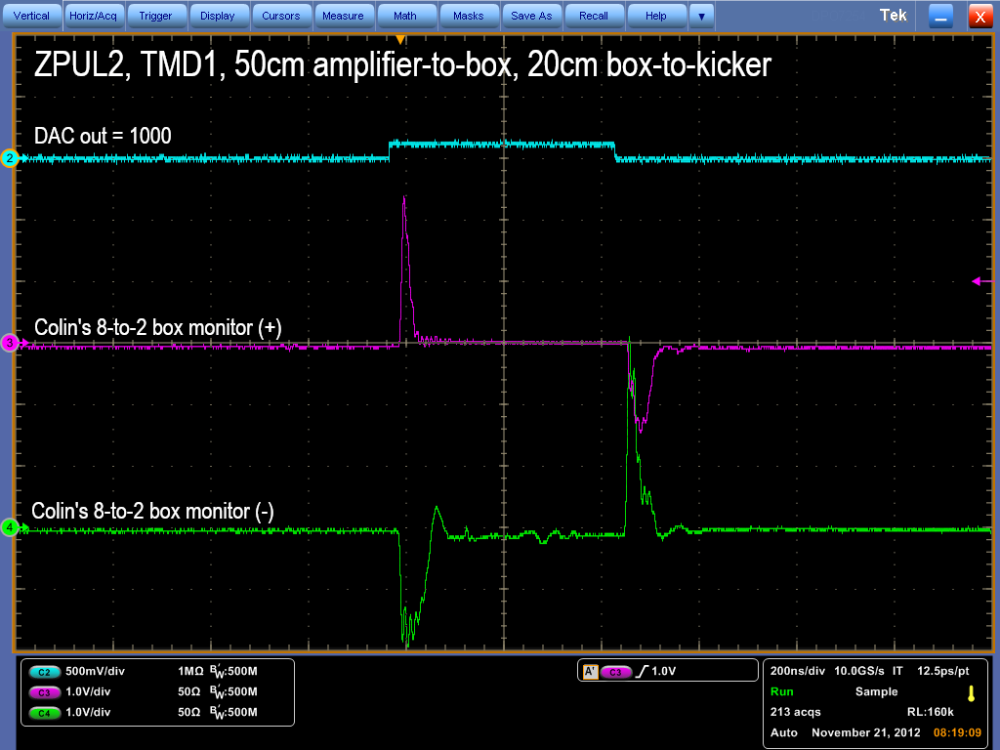 Vertical Horiz/Acq Trigger Display Cursors Measure Math Masks Save As Recall Help Tek X
ZPUL2, TMD1, 50cm amplifier-to-box, 20cm box-to-kicker
DAC out = 1000
2
Colin's 8-to-2 box monitor (+)
3
Colin's 8-to-2 box monitor (-)
4
C2 500mV/div 1MΩ BW:500M
C3 1.0V/div 50Ω BW:500M
C4 1.0V/div 50Ω BW:500M
A' C3 1.0V
200ns/div 10.0GS/s IT 12.5ps/pt
Run Sample
213 acqs RL:160k
Auto November 21, 2012 08:19:09